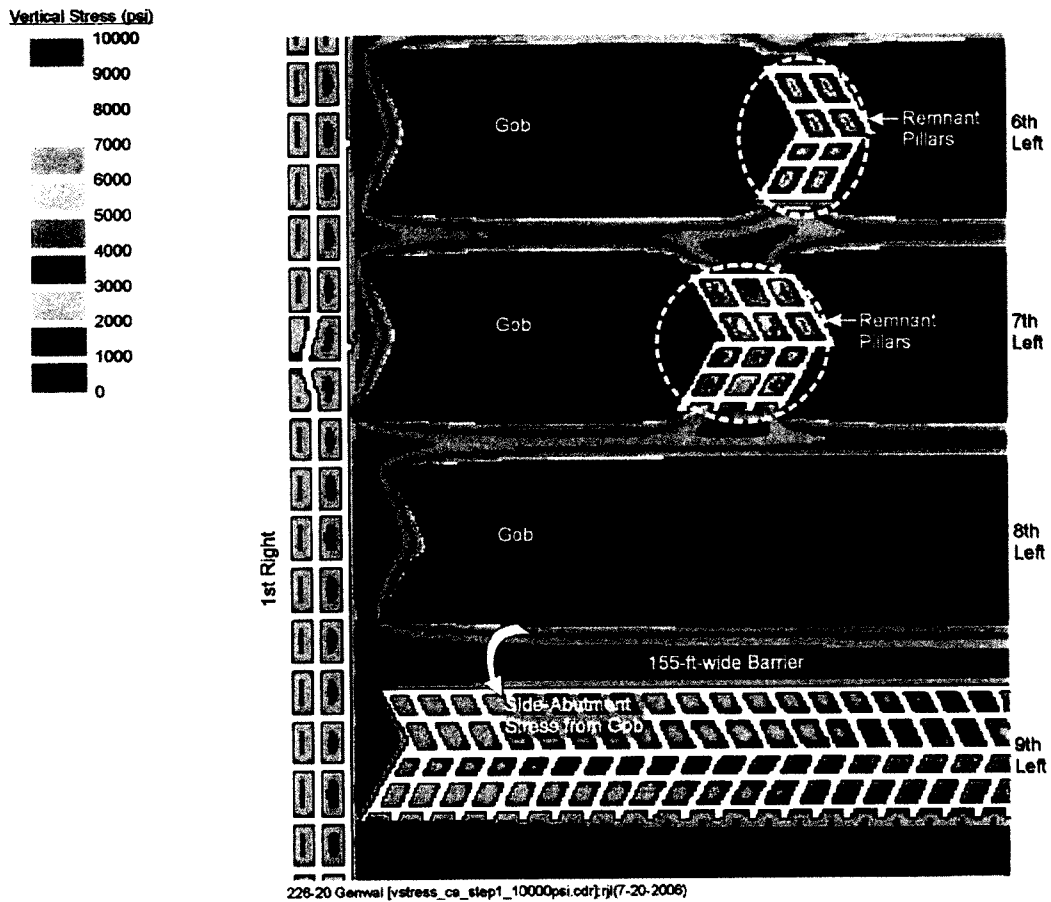 Vertical Stress (psi)
10000
9000
8000
7000
6000
5000
4000
3000
2000
1000
0
Gob
Remnant
Pillars
6th
Left
Gob
Remnant
Pillars
7th
Left
Gob
8th
Left
1st Right
155-ft-wide Barrier
Side-Abutment
Stress from Gob
9th
Left
226-20 Genwal [vstress_ca_step1_10000psi.cdr]:rjl(7-20-2006)